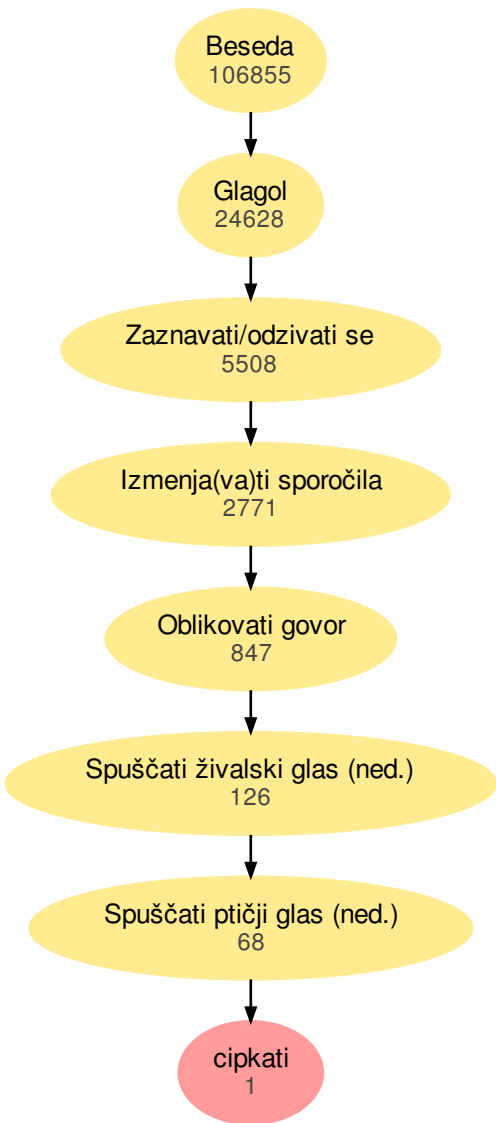 Beseda
106855
Glagol
24628
Zaznavati/odzivati se
5508
Izmenja(va)ti sporočila
2771
Oblikovati govor
847
Spuščati živalski glas (ned.)
126
Spuščati ptičji glas (ned.)
68
cipkati
1